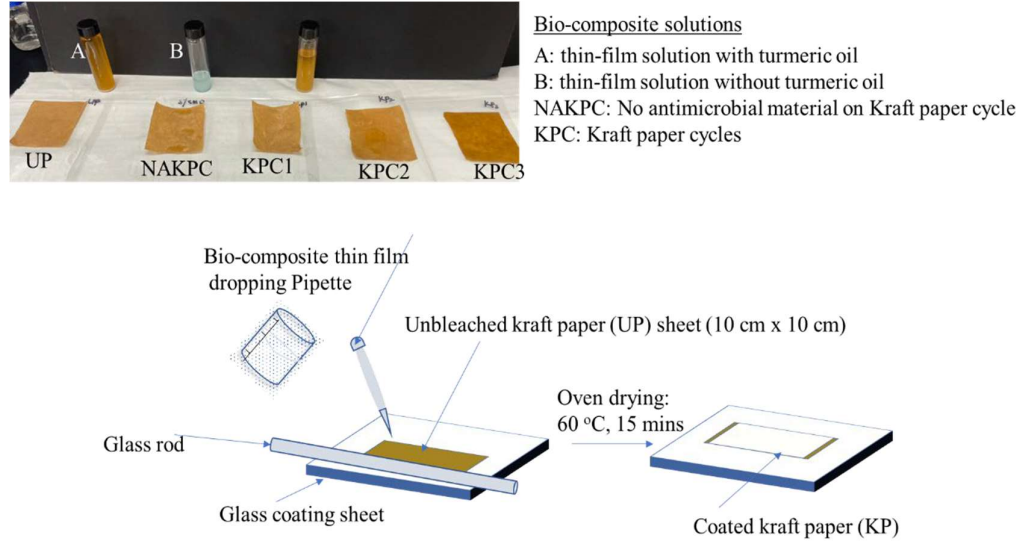 A
B
UP
NAKPC
KPC1
KPC2
KPC3
Bio-composite solutions
A: thin-film solution with turmeric oil
B: thin-film solution without turmeric oil
NAKPC: No antimicrobial material on Kraft paper cycle
KPC: Kraft paper cycles
Bio-composite thin film
dropping Pipette
Unbleached kraft paper (UP) sheet (10 cm x 10 cm)
Oven drying:
60 °C, 15 mins
Glass rod
Glass coating sheet
Coated kraft paper (KP)